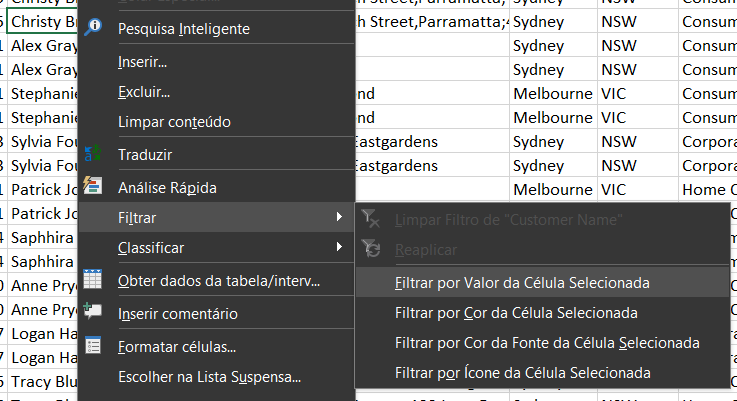 Christy Br
Street,Parramatta;
Sydney NSW Consum
Pesquisa Inteligente
Alex Gray
Sydney NSW Consum
Inserir...
Alex Gray
Sydney NSW Consum
Excluir...
Stephanie
Melbourne VIC Consum
Limpar conteúdo
Stephanie
Melbourne VIC Consum
Sylvia Fou
Eastgardens Sydney NSW Corpora
Traduzir
Sylvia Fou
Eastgardens Sydney NSW Corpora
Análise Rápida
Patrick Jo
Melbourne VIC Home O
Filtrar
Patrick Jo
Limpar Filtro de "Customer Name"
Classificar
Saphhira
Reaplicar
Saphhira
Obter dados da tabela/interv...
Anne Pryo
Filtrar por Valor da Célula Selecionada
Anne Pryo
Inserir comentário
Filtrar por Cor da Célula Selecionada
Logan Ha
Formatar células...
Filtrar por Cor da Fonte da Célula Selecionada
Logan Ha
Escolher na Lista Suspensa...
Filtrar por Ícone da Célula Selecionada
Tracy Blu